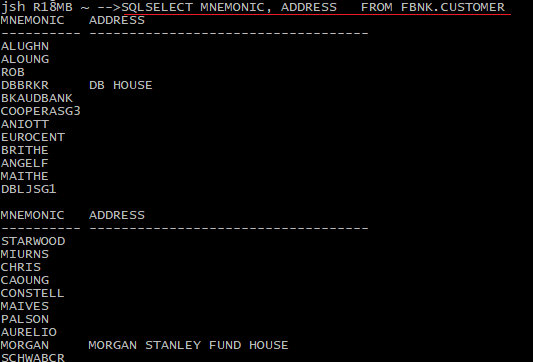 jsh R18MB ~ -->SQLSELECT MNEMONIC, ADDRESS   FROM FBNK.CUSTOMER
MNEMONIC   ADDRESS
---------- -----------------------------------
ALUGHN
ALOUNG
ROB
DBBRKR     DB HOUSE
BKAUDBANK
COOPERASG3
ANIOTT
EUROCENT
BRITHE
ANGELF
MAITHE
DBLJSG1
MNEMONIC   ADDRESS
---------- -----------------------------------
STARWOOD
MIURNS
CHRIS
CAOUNG
CONSTELL
MAIVES
PALSON
AURELIO
MORGAN     MORGAN STANLEY FUND HOUSE
SCHWABCR